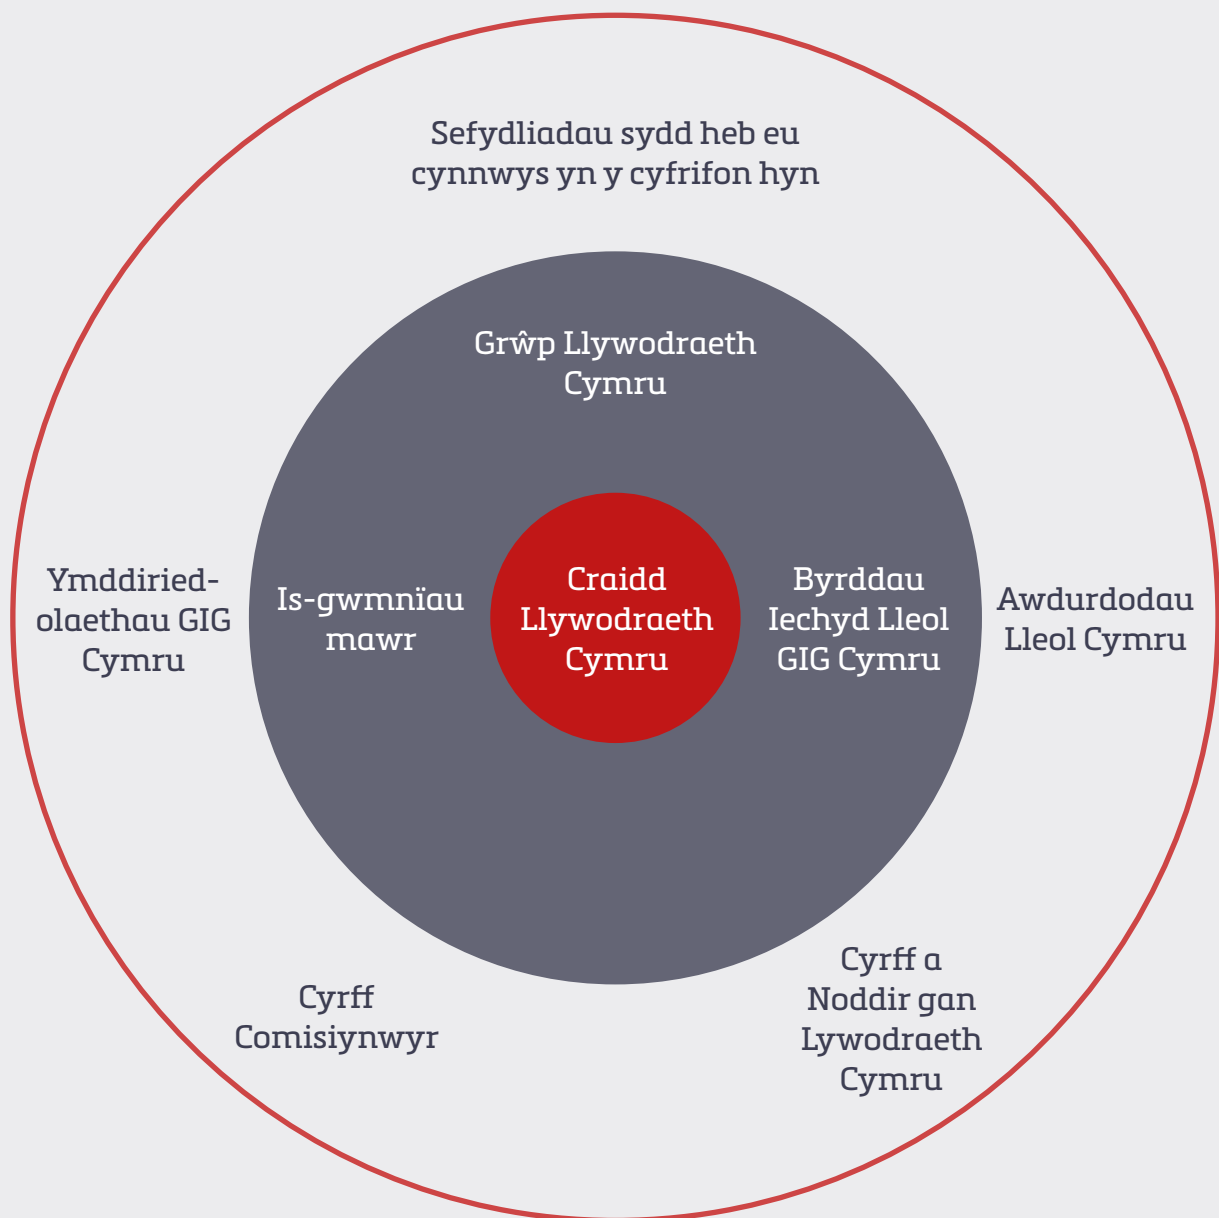 Sefydliadau sydd heb eu
cynnwys yn y cyfrifon hyn
Grŵp Llywodraeth
Cymru
Ymddiried-
olaethau GIG
Cymru
Is-gwmnïau
mawr
Craidd
Llywodraeth
Cymru
Byrddau
Iechyd Lleol
GIG Cymru
Awdurdodau
Lleol Cymru
Cyrff
Comisiynwyr
Cyrff a
Noddir gan
Lywodraeth
Cymru